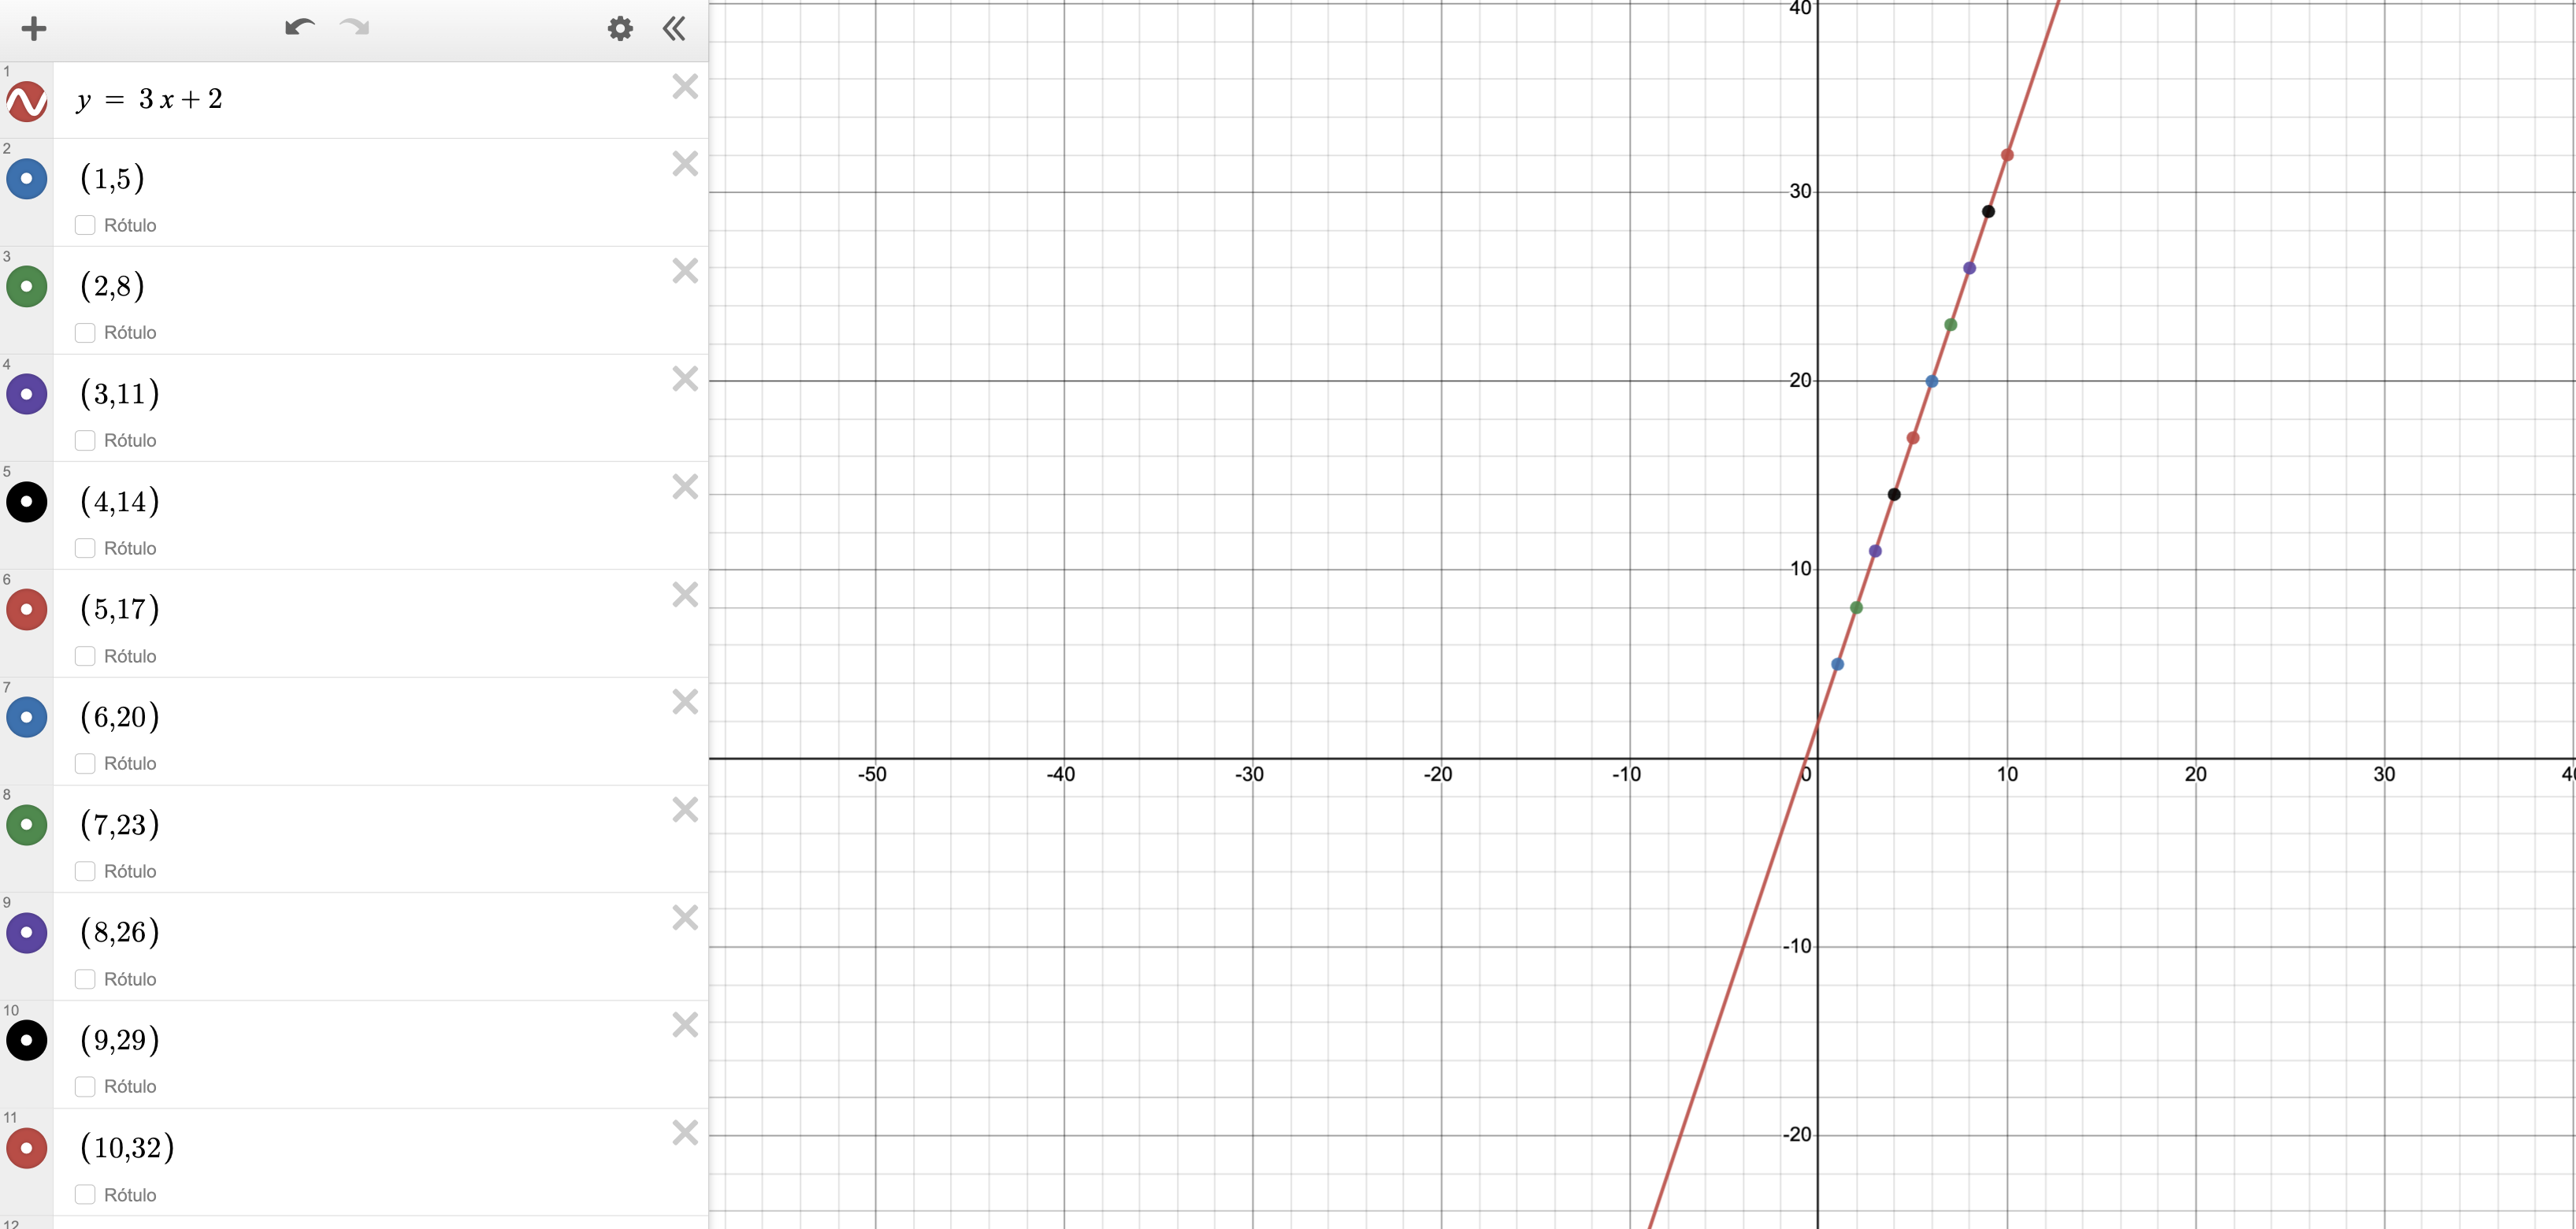 1
y = 3x + 2
2
(1,5)
Rótulo
3
(2,8)
Rótulo
4
(3,11)
Rótulo
5
(4,14)
Rótulo
6
(5,17)
Rótulo
7
(6,20)
Rótulo
8
(7,23)
Rótulo
9
(8,26)
Rótulo
10
(9,29)
Rótulo
11
(10,32)
Rótulo
12
40
30
20
10
-50 -40 -30 -20 -10 0 10 20 30
-10
-20